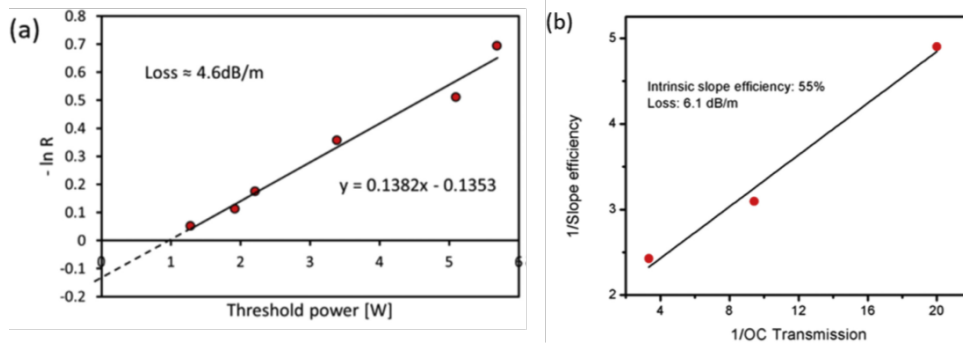 (a)
0.8
0.7
0.6
0.5
0.4
0.3
0.2
0.1
0
-0.1
-0.2
- ln R
Loss ≈ 4.6dB/m
y = 0.1382x - 0.1353
0 1 2 3 4 5 6
Threshold power [W]
(b)
5
4
3
2
1/Slope efficiency
Intrinsic slope efficiency: 55%
Loss: 6.1 dB/m
4 8 12 16 20
1/OC Transmission